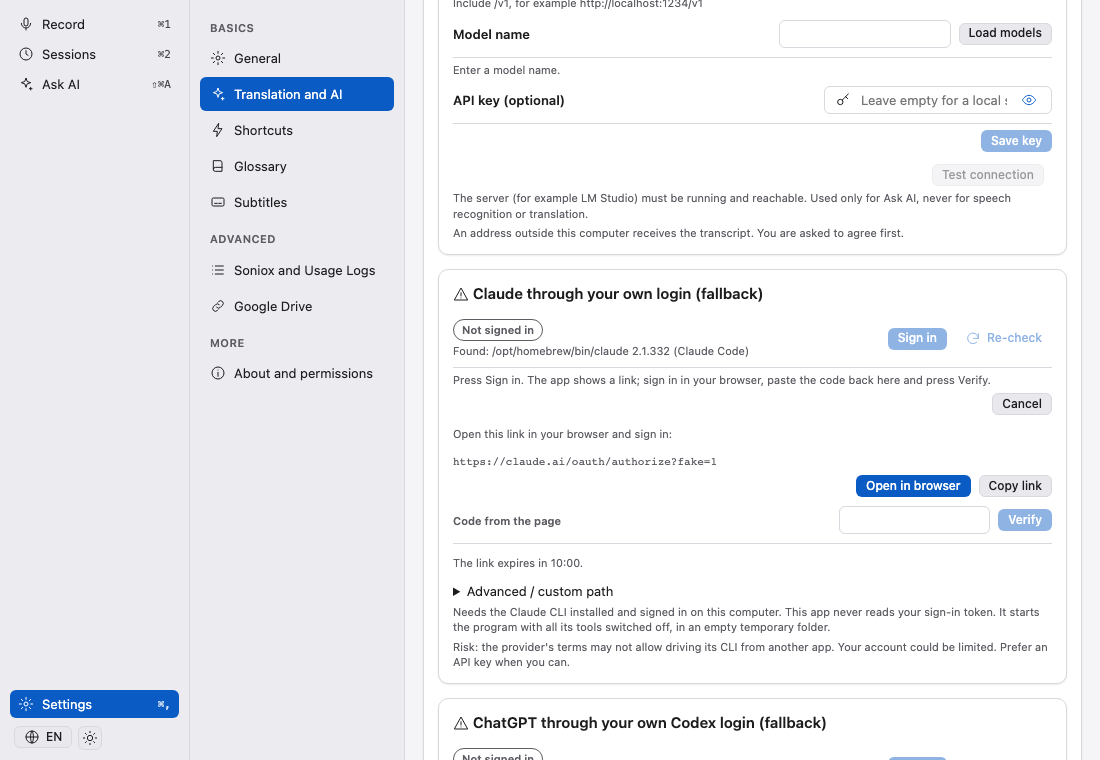 Record ⌘1
Sessions ⌘2
Ask AI ⇧⌘A
Settings ⌘,
EN
BASICS
General
Translation and AI
Shortcuts
Glossary
Subtitles
ADVANCED
Soniox and Usage Logs
Google Drive
MORE
About and permissions
Include /v1, for example http://localhost:1234/v1
Model name
Load models
Enter a model name.
API key (optional)
Leave empty for a local
Save key
Test connection
The server (for example LM Studio) must be running and reachable. Used only for Ask AI, never for speech
recognition or translation.
An address outside this computer receives the transcript. You are asked to agree first.
Claude through your own login (fallback)
Not signed in
Sign in
Re-check
Found: /opt/homebrew/bin/claude 2.1.332 (Claude Code)
Press Sign in. The app shows a link; sign in in your browser, paste the code back here and press Verify.
Cancel
Open this link in your browser and sign in:
https://claude.ai/oauth/authorize?fake=1
Open in browser
Copy link
Code from the page
Verify
The link expires in 10:00.
Advanced / custom path
Needs the Claude CLI installed and signed in on this computer. This app never reads your sign-in token. It starts
the program with all its tools switched off, in an empty temporary folder.
Risk: the provider's terms may not allow driving its CLI from another app. Your account could be limited. Prefer an
API key when you can.
ChatGPT through your own Codex login (fallback)
Not signed in